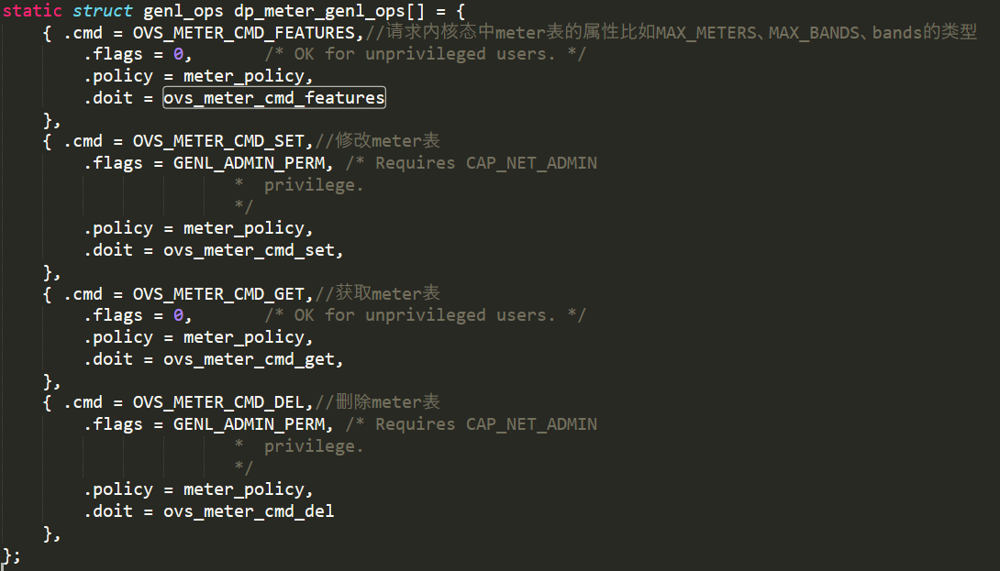 static struct genl_ops dp_meter_genl_ops[] = {
    { .cmd = OVS_METER_CMD_FEATURES,//请求内核态中meter表的属性比如MAX_METERS、MAX_BANDS、bands的类型
        .flags = 0,       /* OK for unprivileged users. */
        .policy = meter_policy,
        .doit = ovs_meter_cmd_features
    },
    { .cmd = OVS_METER_CMD_SET,//修改meter表
        .flags = GENL_ADMIN_PERM, /* Requires CAP_NET_ADMIN
                       *  privilege.
                       */
        .policy = meter_policy,
        .doit = ovs_meter_cmd_set,
    },
    { .cmd = OVS_METER_CMD_GET,//获取meter表
        .flags = 0,       /* OK for unprivileged users. */
        .policy = meter_policy,
        .doit = ovs_meter_cmd_get,
    },
    { .cmd = OVS_METER_CMD_DEL,//删除meter表
        .flags = GENL_ADMIN_PERM, /* Requires CAP_NET_ADMIN
                       *  privilege.
                       */
        .policy = meter_policy,
        .doit = ovs_meter_cmd_del
    },
};